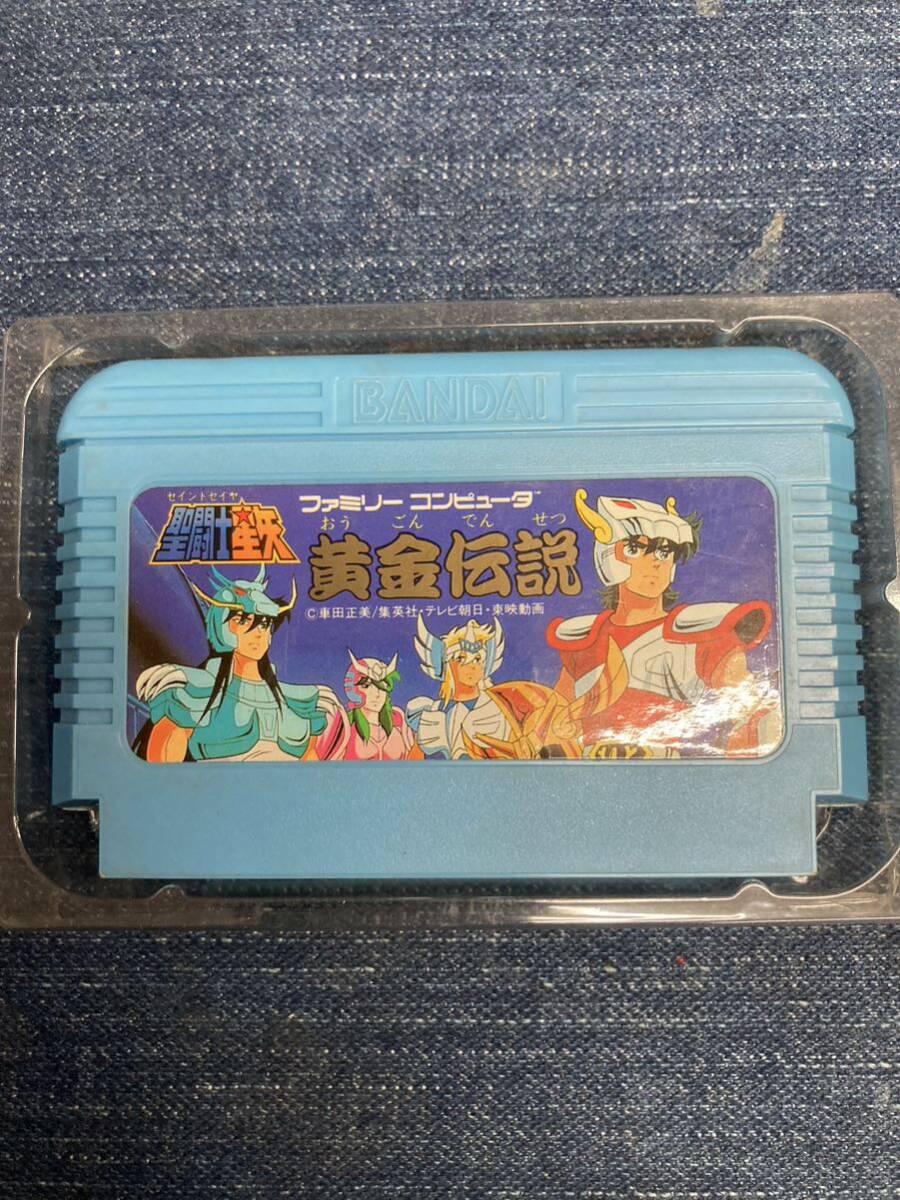 BANDAI
セイントセイヤ
聖闘士星矢
ファミリー コンピュータ™
おう ごん でん せつ
黄金伝説
©車田正美/集英社・テレビ朝日・東映動画